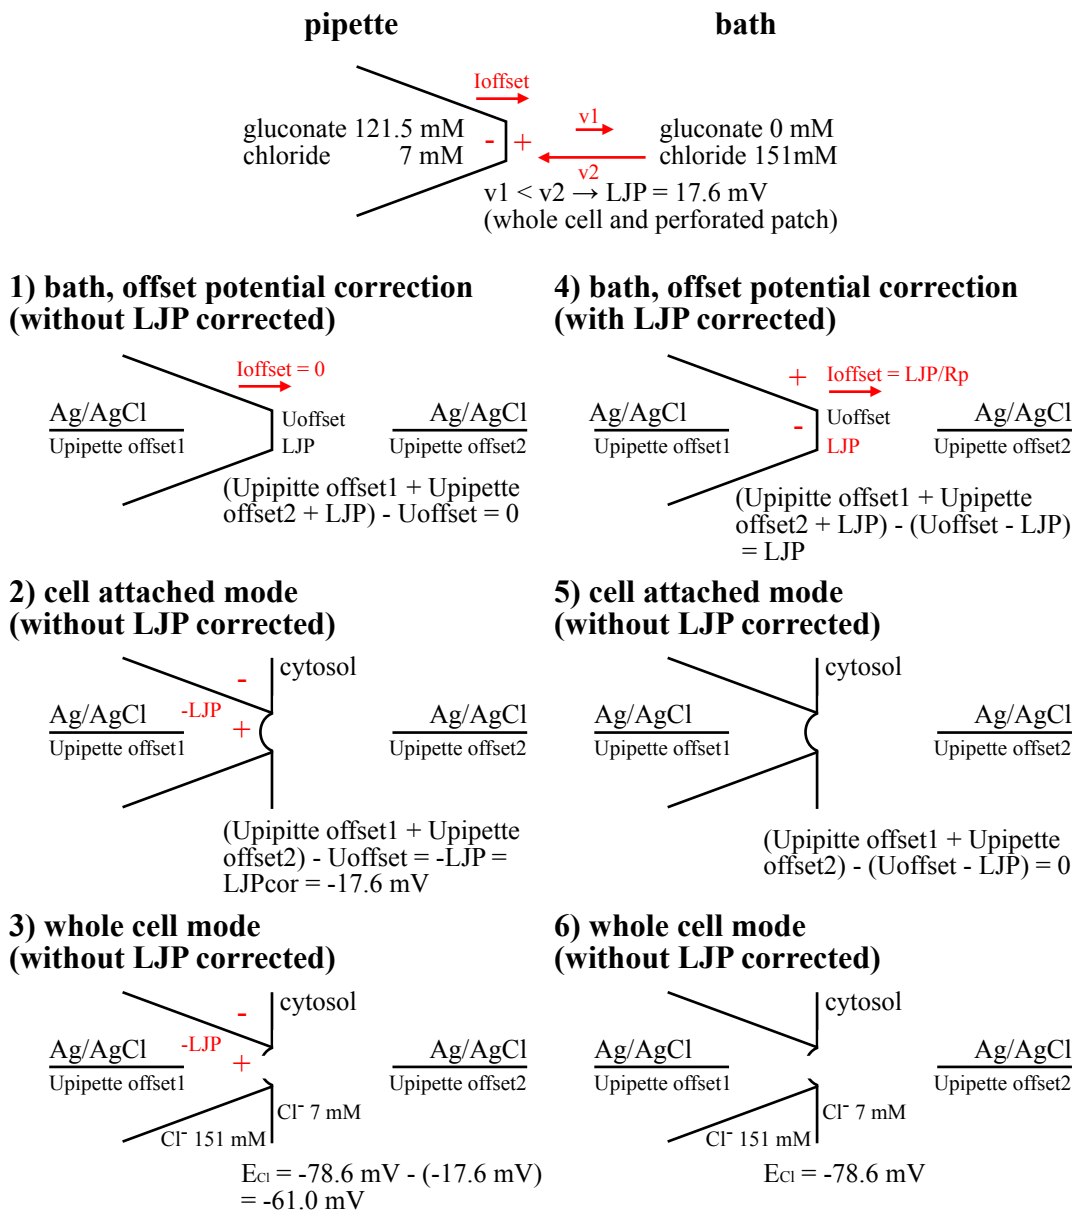 pipette
bath
Ioffset
gluconate 121.5 mM
chloride 7 mM
- +
v1
v2
gluconate 0 mM
chloride 151mM
v1 < v2 → LJP = 17.6 mV
(whole cell and perforated patch)
1) bath, offset potential correction
(without LJP corrected)
Ioffset = 0
Ag/AgCl
Upipette offset1
Uoffset
LJP
Ag/AgCl
Upipette offset2
(Upipitte offset1 + Upipette
offset2 + LJP) - Uoffset = 0
4) bath, offset potential correction
(with LJP corrected)
+
-
Ioffset = LJP/Rp
Ag/AgCl
Upipette offset1
Uoffset
LJP
Ag/AgCl
Upipette offset2
(Upipitte offset1 + Upipette
offset2 + LJP) - (Uoffset - LJP)
= LJP
2) cell attached mode
(without LJP corrected)
cytosol
-
-LJP
+
Ag/AgCl
Upipette offset1
Ag/AgCl
Upipette offset2
(Upipitte offset1 + Upipette
offset2) - Uoffset = -LJP =
LJPcor = -17.6 mV
5) cell attached mode
(without LJP corrected)
cytosol
Ag/AgCl
Upipette offset1
Ag/AgCl
Upipette offset2
(Upipitte offset1 + Upipette
offset2) - (Uoffset - LJP) = 0
3) whole cell mode
(without LJP corrected)
cytosol
-
-LJP
+
Ag/AgCl
Upipette offset1
Ag/AgCl
Upipette offset2
Cl⁻ 7 mM
Cl⁻ 151 mM
ECl = -78.6 mV - (-17.6 mV)
= -61.0 mV
6) whole cell mode
(without LJP corrected)
cytosol
Ag/AgCl
Upipette offset1
Ag/AgCl
Upipette offset2
Cl⁻ 7 mM
Cl⁻ 151 mM
ECl = -78.6 mV